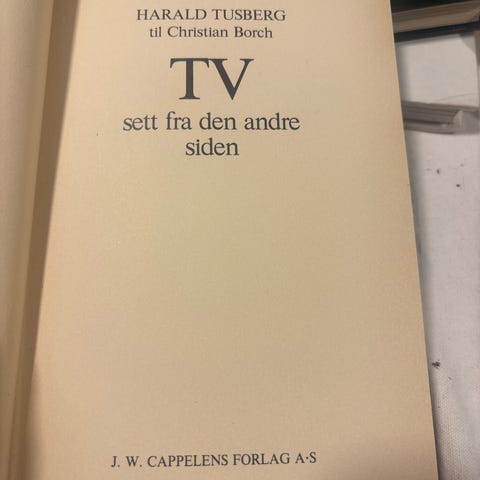 HARALD TUSBERG
til Christian Borch
TV
sett fra den andre
siden
J. W. CAPPELENS FORLAG A·S